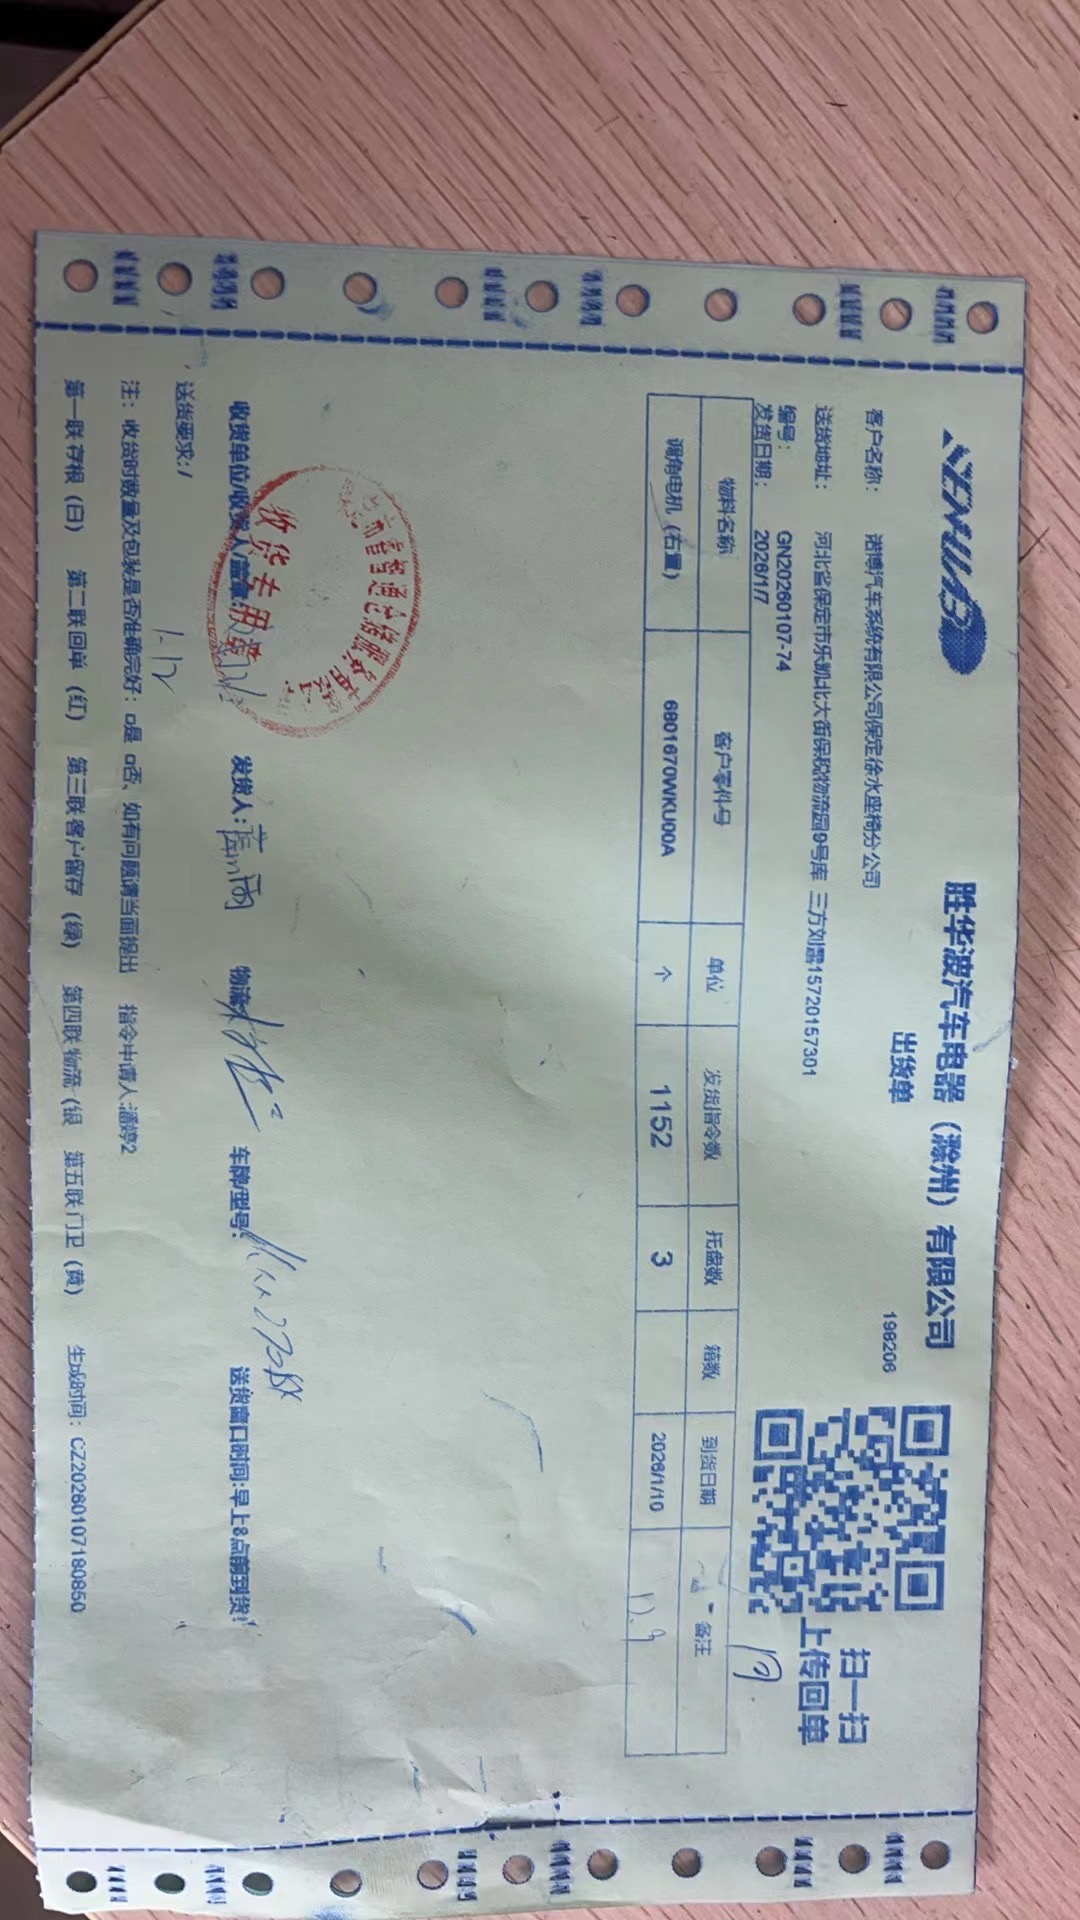 SHENGHUABO
胜华波汽车电器（滁州）有限公司
出货单
198206
扫一扫
上传回单
客户名称： 诺博汽车系统有限公司保定徐水座椅分公司
送货地址： 河北省保定市乐凯北大街保税物流园9号库 三方刘露15720157301
编号： GN20260107-74
发货日期： 2026/1/7
物料名称 客户零件号 单位 发货指令数 托盘数 箱数 到货日期 备注
调角电机（右置） 6801670WKU00A 个 1152 3 2026/1/10
收货单位/收货人/盖章： 发货人： 物流 车牌/型号： 送货窗口时间:早上8点前到货!
收货专用章
送货要求:/
1-12
注：收货时数量及包装是否准确完好：□是 □否、如有问题请当面提出 指令申请人:潘婷2
第一联 存根（白） 第二联 回单（红） 第三联 客户留存（绿） 第四联 物流（银 第五联 门卫（黄） 生成时间：CZ20260107180850